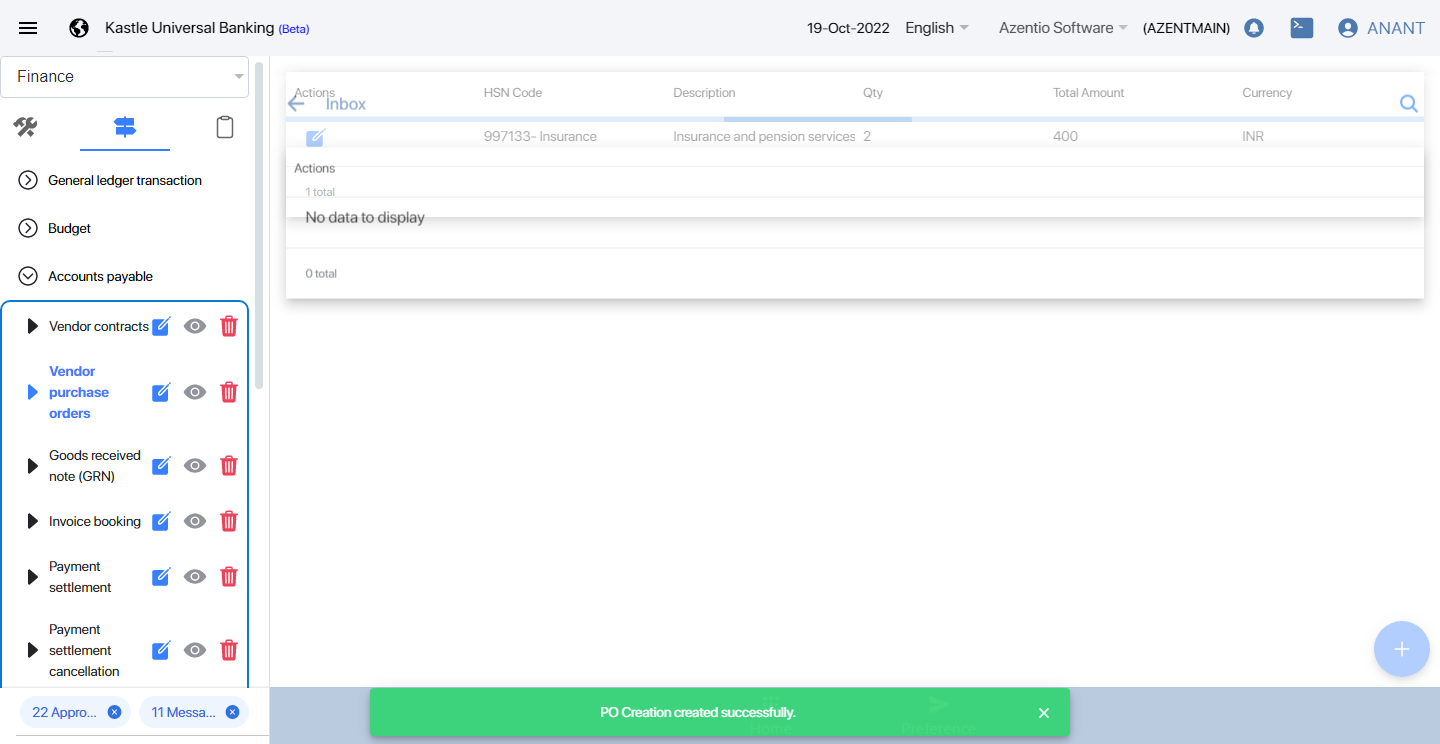 Kastle Universal Banking (Beta)
19-Oct-2022
English
Azentio Software
(AZENTMAIN)
ANANT
Finance
General ledger transaction
Budget
Accounts payable
Vendor contracts
Vendor
purchase
orders
Goods received
note (GRN)
Invoice booking
Payment
settlement
Payment
settlement
cancellation
22 Appro...
11 Messa...
Actions
HSN Code
Description
Qty
Total Amount
Currency
Inbox
997133- Insurance
Insurance and pension services
2
400
INR
Actions
1 total
No data to display
0 total
PO Creation created successfully.
Home
Preference